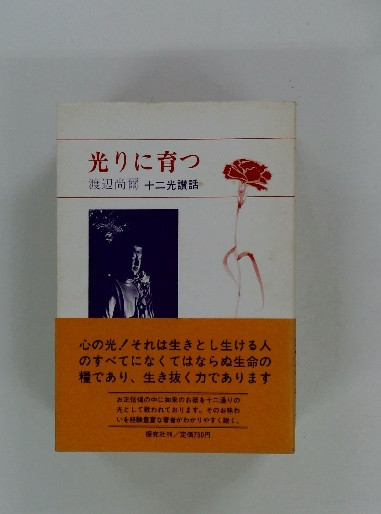 光りに育つ
渡辺尚爾 十二光讃話
心の光！それは生きとし生ける人
のすべてになくてはならぬ生命の
糧であり、生き抜く力であります
お正信偈の中に如来のお徳を十二通りの
光として歎われております。そのお味わ
いを経験豊富な著者がわかりやすく説く。
探究社刊／定価750円